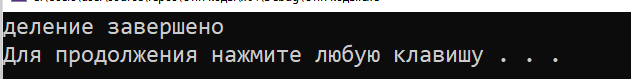 деление завершено
Для продолжения нажмите любую клавишу . . .